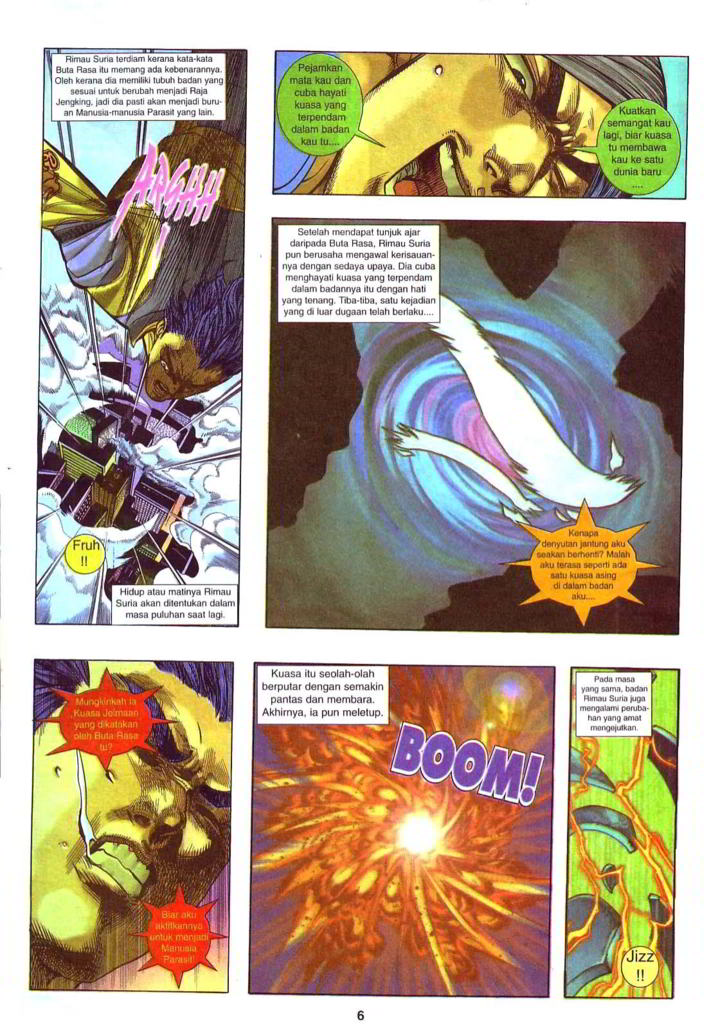 Rimau Suria terdiam kerana kata-kata
Buta Rasa itu memang ada kebenarannya.
Oleh kerana dia memiliki tubuh badan yang
sesuai untuk berubah menjadi Raja
Jengking, jadi dia pasti akan menjadi buru-
an Manusia-manusia Parasit yang lain.
ARGHH
!
Fruh
!!
Hidup atau matinya Rimau
Suria akan ditentukan dalam
masa puluhan saat lagi.
Pejamkan
mata kau dan
cuba hayati
kuasa yang
terpendam
dalam badan
kau tu....
Kuatkan
semangat kau
lagi, biar kuasa
tu membawa
kau ke satu
dunia baru
....
Setelah mendapat tunjuk ajar
daripada Buta Rasa, Rimau Suria
pun berusaha mengawal kerisauan-
nya dengan sedaya upaya. Dia cuba
menghayati kuasa yang terpendam
dalam badannya itu dengan hati
yang tenang. Tiba-tiba, satu kejadian
yang di luar dugaan telah berlaku....
Kenapa
denyutan jantung aku
seakan berhenti? Malah
aku terasa seperti ada
satu kuasa asing
di dalam badan
aku....
Mungkinkah ia
Kuasa Jelmaan
yang dikatakan
oleh Buta Rasa
tu?
Biar aku
aktifkannya
untuk menjadi
Manusia
Parasit!
Kuasa itu seolah-olah
berputar dengan semakin
pantas dan membara.
Akhirnya, ia pun meletup.
BOOM!
Pada masa
yang sama, badan
Rimau Suria juga
mengalami peruba-
han yang amat
mengejutkan.
Jizz
!!
6